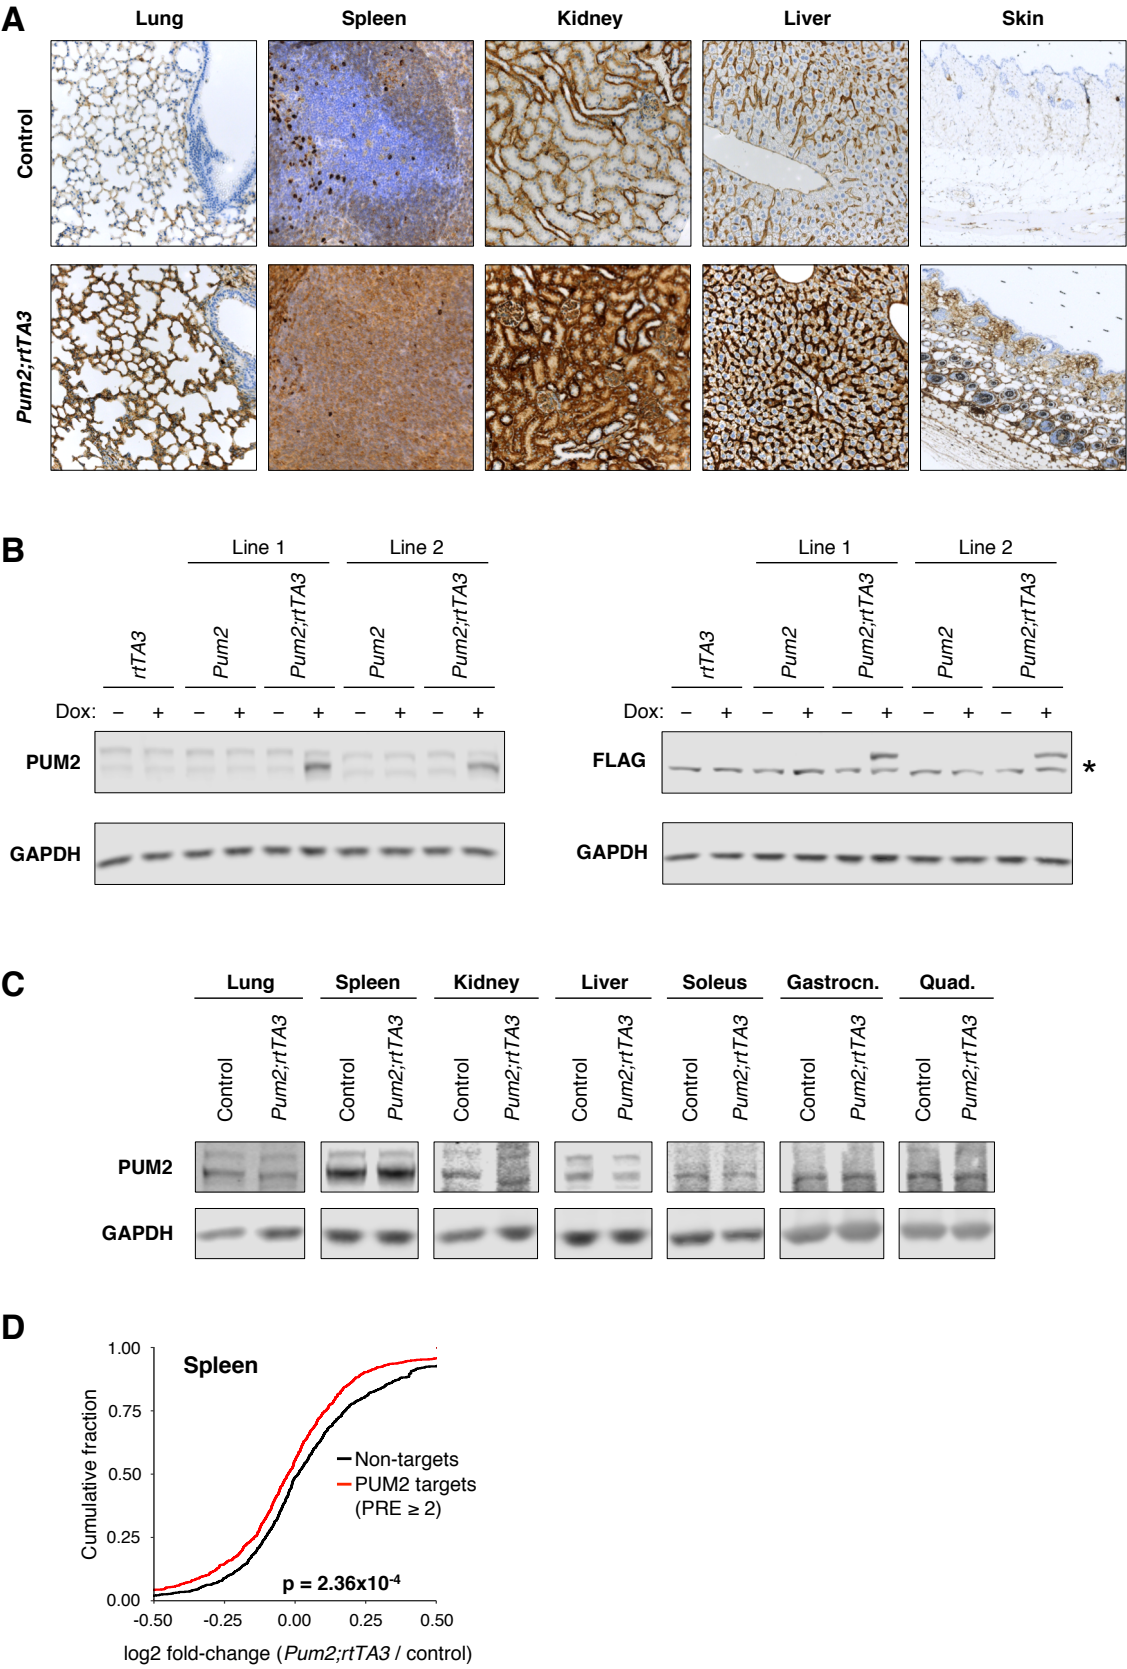 A
Lung Spleen Kidney Liver Skin
Control
Pum2;rtTA3
B
Line 1 Line 2
rtTA3 Pum2 Pum2;rtTA3 Pum2 Pum2;rtTA3
Dox: – + – + – + – + – +
PUM2
GAPDH
Line 1 Line 2
rtTA3 Pum2 Pum2;rtTA3 Pum2 Pum2;rtTA3
Dox: – + – + – + – + – +
FLAG *
GAPDH
C
Lung Spleen Kidney Liver Soleus Gastrocn. Quad.
Control Pum2;rtTA3 Control Pum2;rtTA3 Control Pum2;rtTA3 Control Pum2;rtTA3 Control Pum2;rtTA3 Control Pum2;rtTA3 Control Pum2;rtTA3
PUM2
GAPDH
D
Spleen
Cumulative fraction
1.00
0.75
0.50
0.25
0.00
Non-targets
PUM2 targets
(PRE ≥ 2)
p = 2.36x10-4
-0.50 -0.25 0.00 0.25 0.50
log2 fold-change (Pum2;rtTA3 / control)